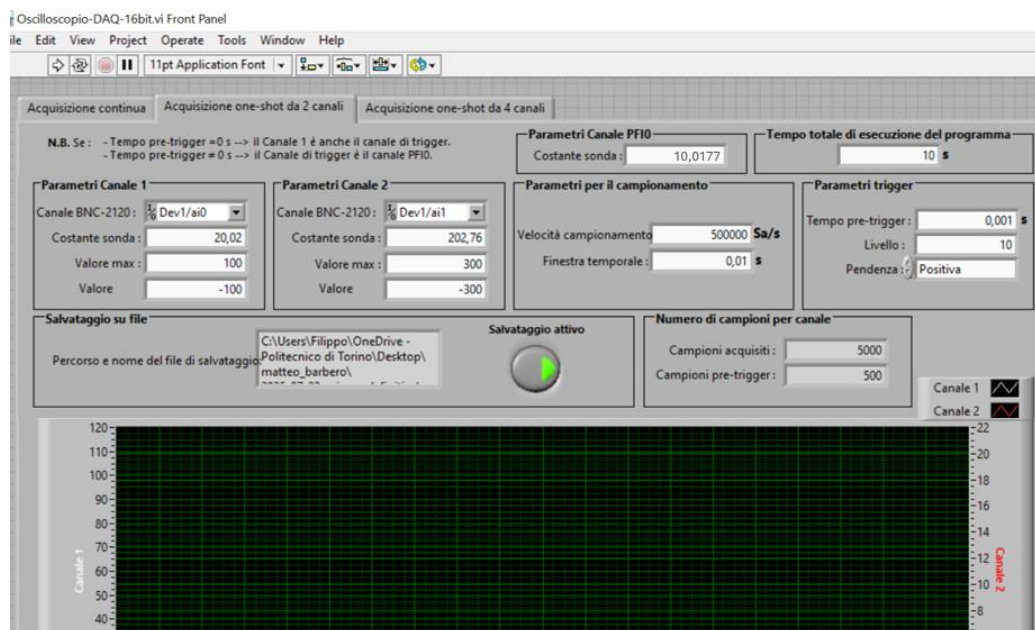 Oscilloscopio-DAQ-16bit.vi Front Panel
Edit View Project Operate Tools Window Help
11pt Application Font
Acquisizione continua Acquisizione one-shot da 2 canali Acquisizione one-shot da 4 canali
N.B. Se : - Tempo pre-trigger =0 s --> il Canale 1 è anche il canale di trigger.
- Tempo pre-trigger ≠ 0 s --> il Canale di trigger è il canale PFI0.
Parametri Canale PFI0
Costante sonda : 10,0177
Tempo totale di esecuzione del programma
10 s
Parametri Canale 1
Canale BNC-2120 : Dev1/ai0
Costante sonda : 20,02
Valore max : 100
Valore -100
Parametri Canale 2
Canale BNC-2120 : Dev1/ai1
Costante sonda : 202,76
Valore max : 300
Valore -300
Parametri per il campionamento
Velocità campionamento 500000 Sa/s
Finestra temporale : 0,01 s
Parametri trigger
Tempo pre-trigger : 0,001 s
Livello : 10
Pendenza : Positiva
Salvataggio su file
Percorso e nome del file di salvataggio:
C:\Users\Filippo\OneDrive -
Politecnico di Torino\Desktop\
matteo_barbero\
Salvataggio attivo
Numero di campioni per canale
Campioni acquisiti : 5000
Campioni pre-trigger : 500
Canale 1
Canale 2
120
110
100
90
80
70
60
50
40
Canale 1
22
20
18
16
14
12
10
8
Canale 2